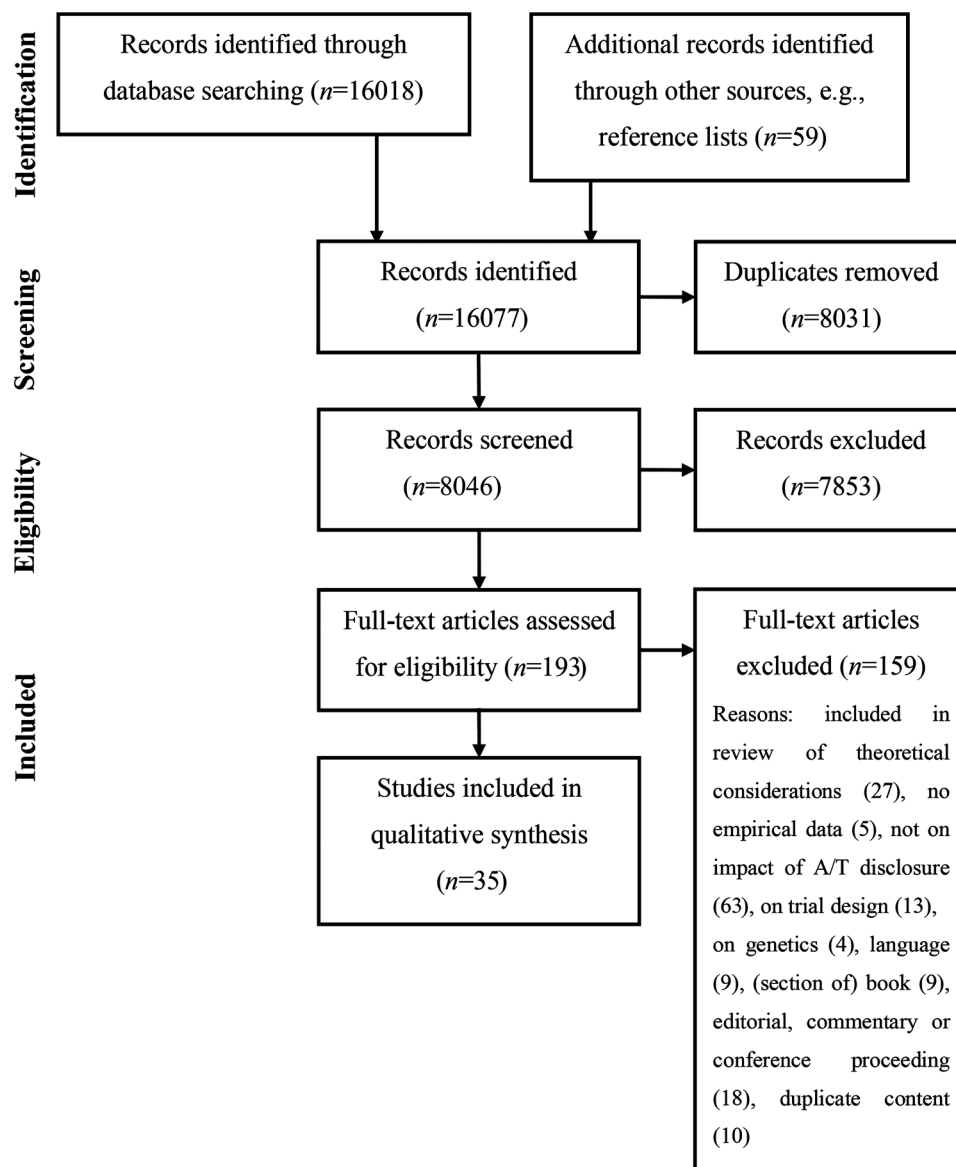 Identification
Records identified through
database searching (n=16018)
Additional records identified
through other sources, e.g.,
reference lists (n=59)
Screening
Records identified
(n=16077)
Duplicates removed
(n=8031)
Eligibility
Records screened
(n=8046)
Records excluded
(n=7853)
Included
Full-text articles assessed
for eligibility (n=193)
Full-text articles
excluded (n=159)
Reasons: included in
review of theoretical
considerations (27), no
empirical data (5), not on
impact of A/T disclosure
(63), on trial design (13),
on genetics (4), language
(9), (section of) book (9),
editorial, commentary or
conference proceeding
(18), duplicate content
(10)
Studies included in
qualitative synthesis
(n=35)